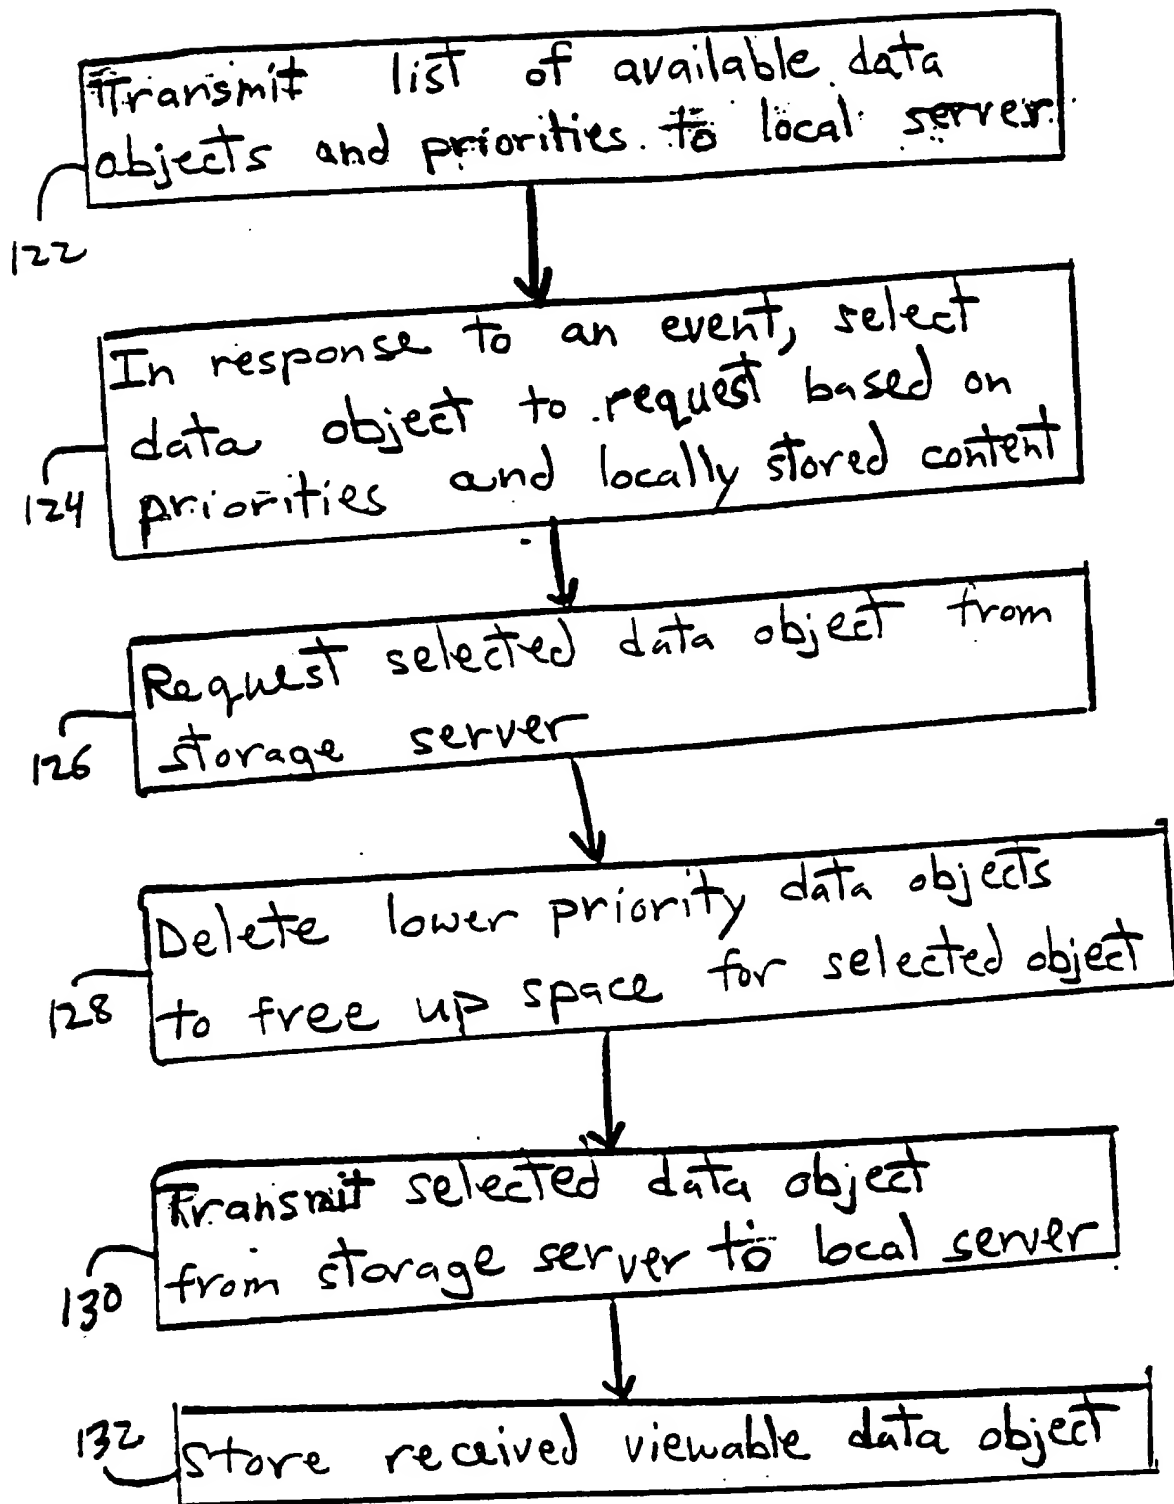 Transmit list of available data
objects and priorities to local server
122
In response to an event, select
data object to request based on
priorities and locally stored content
124
Request selected data object from
storage server
126
Delete lower priority data objects
to free up space for selected object
128
Transmit selected data object
from storage server to local server
130
132
Store received viewable data object